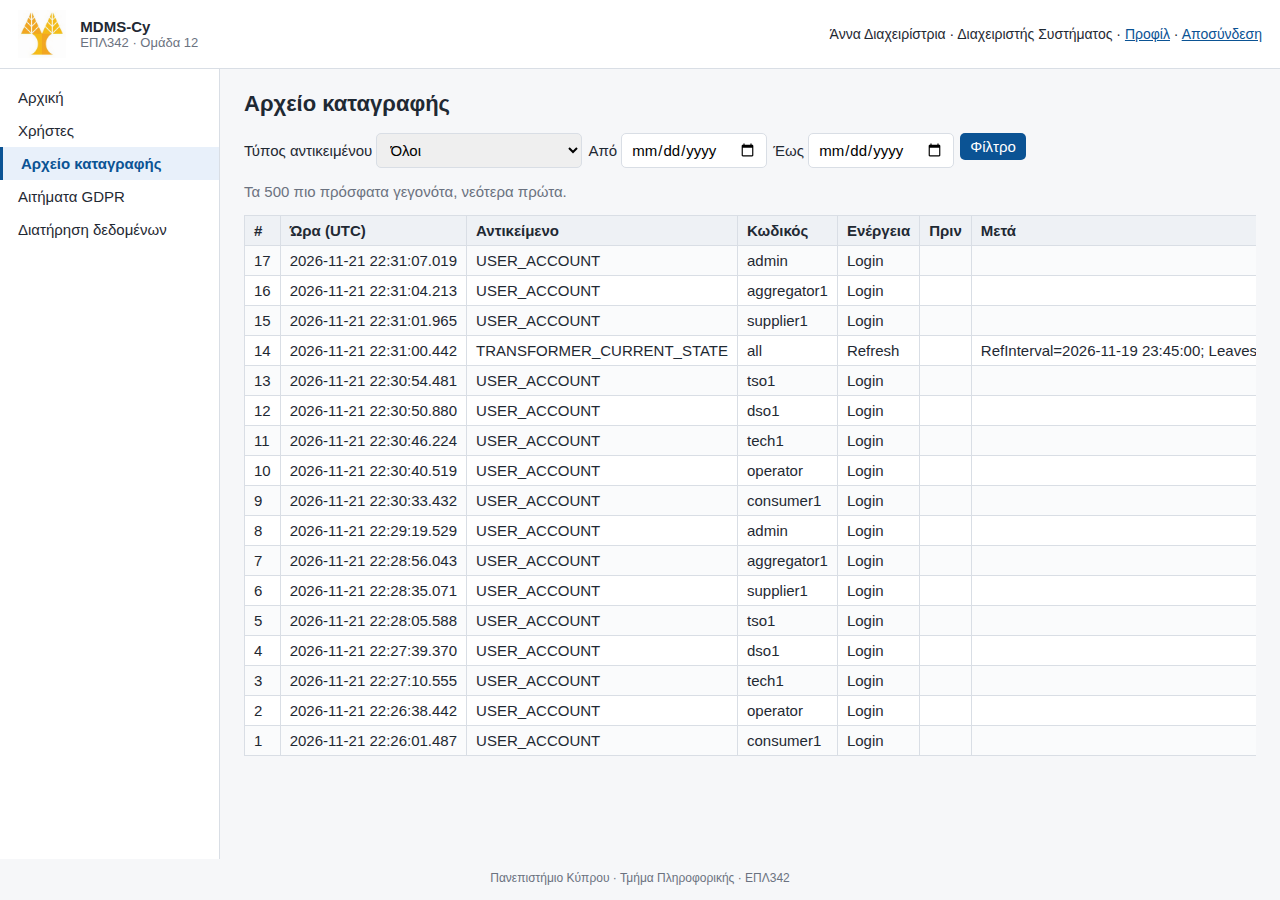 MDMS-Cy
ΕΠΛ342 · Ομάδα 12
Άννα Διαχειρίστρια · Διαχειριστής Συστήματος · Προφίλ · Αποσύνδεση
Αρχική
Χρήστες
Αρχείο καταγραφής
Αιτήματα GDPR
Διατήρηση δεδομένων
Αρχείο καταγραφής
Τύπος αντικειμένου Όλοι Από mm/dd/yyyy Έως mm/dd/yyyy Φίλτρο
Τα 500 πιο πρόσφατα γεγονότα, νεότερα πρώτα.
# Ώρα (UTC) Αντικείμενο Κωδικός Ενέργεια Πριν Μετά
17 2026-11-21 22:31:07.019 USER_ACCOUNT admin Login
16 2026-11-21 22:31:04.213 USER_ACCOUNT aggregator1 Login
15 2026-11-21 22:31:01.965 USER_ACCOUNT supplier1 Login
14 2026-11-21 22:31:00.442 TRANSFORMER_CURRENT_STATE all Refresh RefInterval=2026-11-19 23:45:00; Leaves
13 2026-11-21 22:30:54.481 USER_ACCOUNT tso1 Login
12 2026-11-21 22:30:50.880 USER_ACCOUNT dso1 Login
11 2026-11-21 22:30:46.224 USER_ACCOUNT tech1 Login
10 2026-11-21 22:30:40.519 USER_ACCOUNT operator Login
9 2026-11-21 22:30:33.432 USER_ACCOUNT consumer1 Login
8 2026-11-21 22:29:19.529 USER_ACCOUNT admin Login
7 2026-11-21 22:28:56.043 USER_ACCOUNT aggregator1 Login
6 2026-11-21 22:28:35.071 USER_ACCOUNT supplier1 Login
5 2026-11-21 22:28:05.588 USER_ACCOUNT tso1 Login
4 2026-11-21 22:27:39.370 USER_ACCOUNT dso1 Login
3 2026-11-21 22:27:10.555 USER_ACCOUNT tech1 Login
2 2026-11-21 22:26:38.442 USER_ACCOUNT operator Login
1 2026-11-21 22:26:01.487 USER_ACCOUNT consumer1 Login
Πανεπιστήμιο Κύπρου · Τμήμα Πληροφορικής · ΕΠΛ342